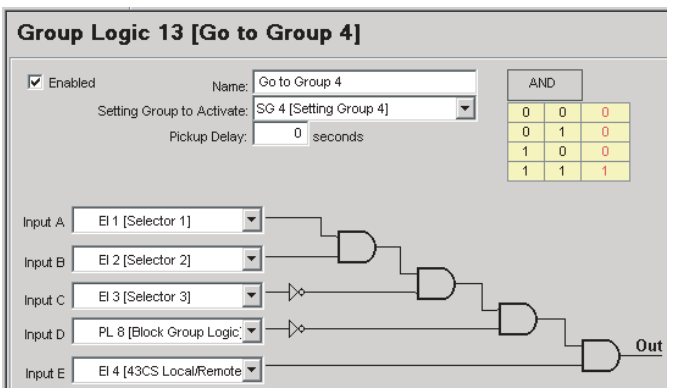 Group Logic 13 [Go to Group 4]
Enabled
Name: Go to Group 4
Setting Group to Activate: SG 4 [Setting Group 4]
Pickup Delay: 0 seconds
AND
0 0 0
0 1 0
1 0 0
1 1 1
Input A EI 1 [Selector 1]
Input B EI 2 [Selector 2]
Input C EI 3 [Selector 3]
Input D PL 8 [Block Group Logic]
Input E EI 4 [43CS Local/Remote
Out